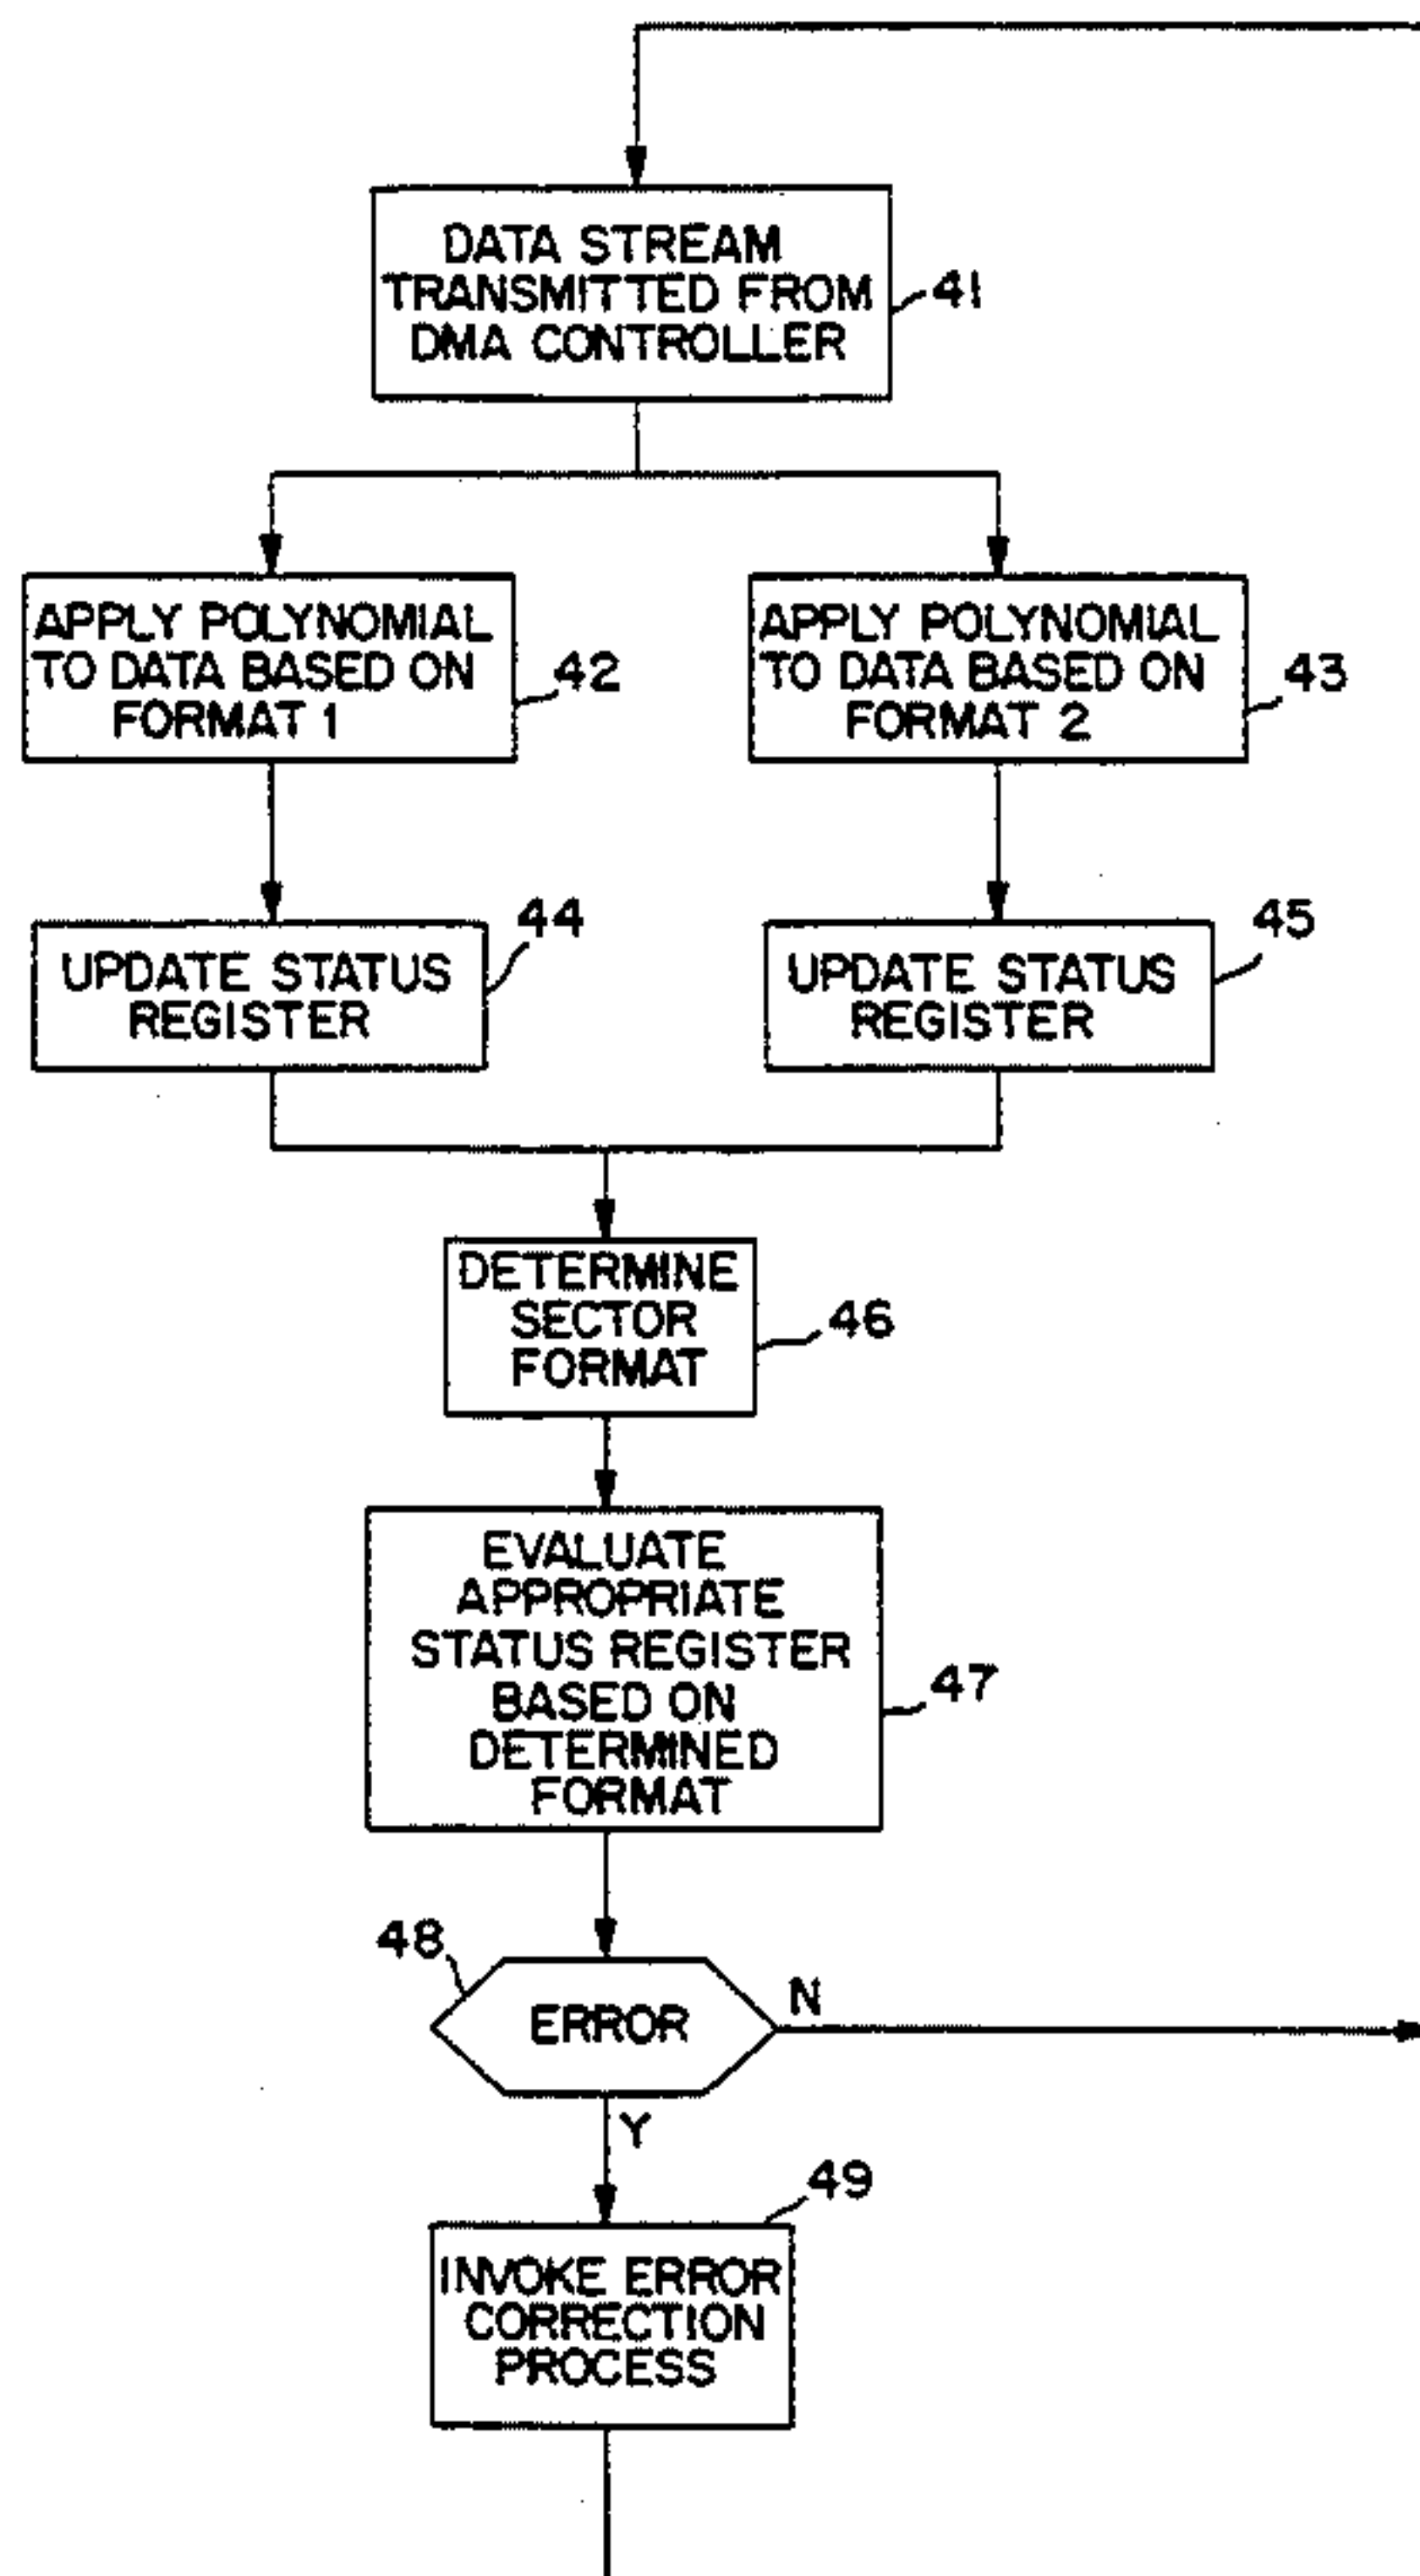 DATA STREAM
TRANSMITTED FROM
DMA CONTROLLER
41
APPLY POLYNOMIAL
TO DATA BASED ON
FORMAT 1
42
APPLY POLYNOMIAL
TO DATA BASED ON
FORMAT 2
43
UPDATE STATUS
REGISTER
44
UPDATE STATUS
REGISTER
45
DETERMINE
SECTOR
FORMAT
46
EVALUATE
APPROPRIATE
STATUS REGISTER
BASED ON
DETERMINED
FORMAT
47
48
ERROR
N
Y
49
INVOKE ERROR
CORRECTION
PROCESS